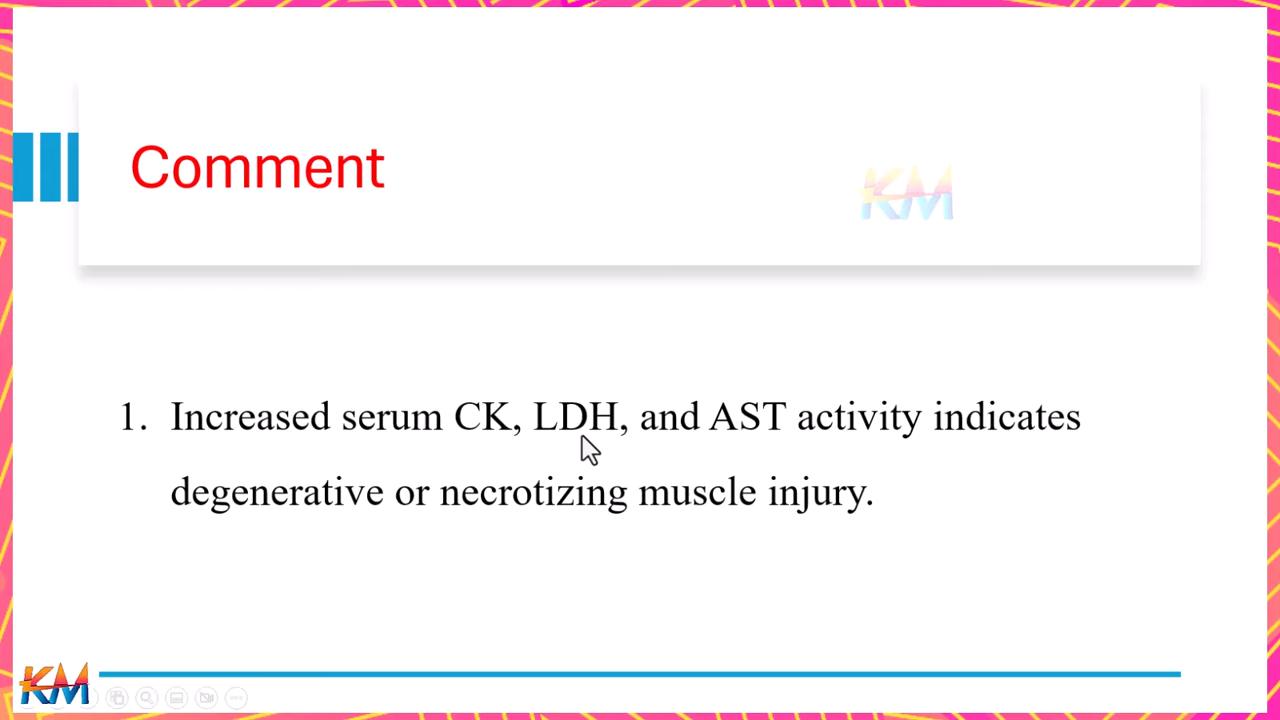 Comment
KM
1. Increased serum CK, LDH, and AST activity indicates
degenerative or necrotizing muscle injury.
KM